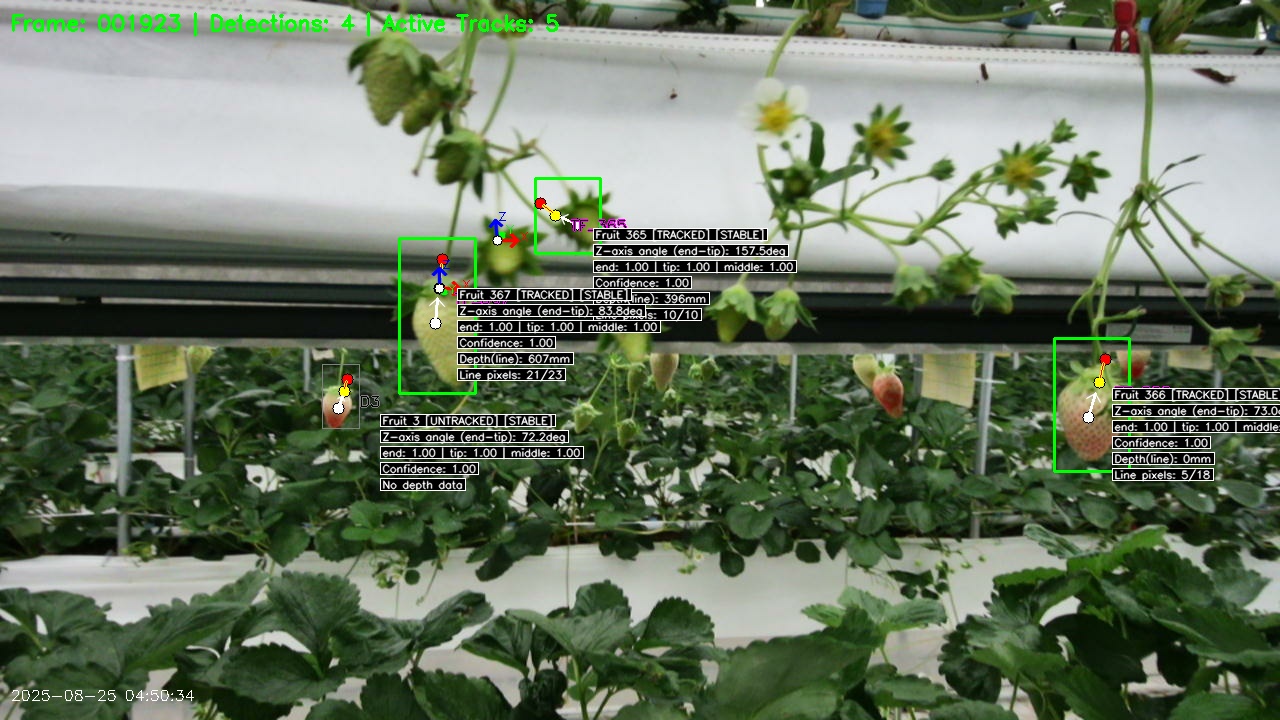 Frame: 001923 | Detections: 4 | Active Tracks: 5
Z
TF_365
Fruit 365 [TRACKED] [STABLE]
Z-axis angle (end-tip): 157.5deg
end: 1.00 | tip: 1.00 | middle: 1.00
Confidence: 1.00
(line): 396mm
10/10
Fruit 367 [TRACKED] [STABLE]
Z-axis angle (end-tip): 83.8deg
end: 1.00 | tip: 1.00 | middle: 1.00
Confidence: 1.00
Depth(line): 607mm
Line pixels: 21/23
D3
Fruit 3 [UNTRACKED] [STABLE]
Z-axis angle (end-tip): 72.2deg
end: 1.00 | tip: 1.00 | middle: 1.00
Confidence: 1.00
No depth data
Fruit 366 [TRACKED] [STABLE
Z-axis angle (end-tip): 73.0
end: 1.00 | tip: 1.00 | middle:
Confidence: 1.00
Depth(line): 0mm
Line pixels: 5/18
2025-08-25 04:50:34